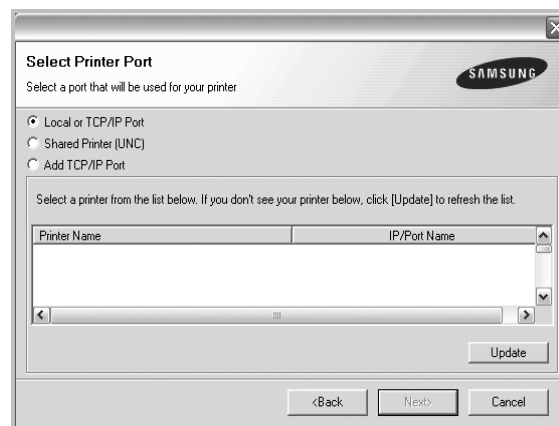 Select Printer Port
Select a port that will be used for your printer
SAMSUNG
Local or TCP/IP Port
Shared Printer (UNC)
Add TCP/IP Port
Select a printer from the list below. If you don't see your printer below, click [Update] to refresh the list.
Printer Name IP/Port Name
Update
<Back Next> Cancel